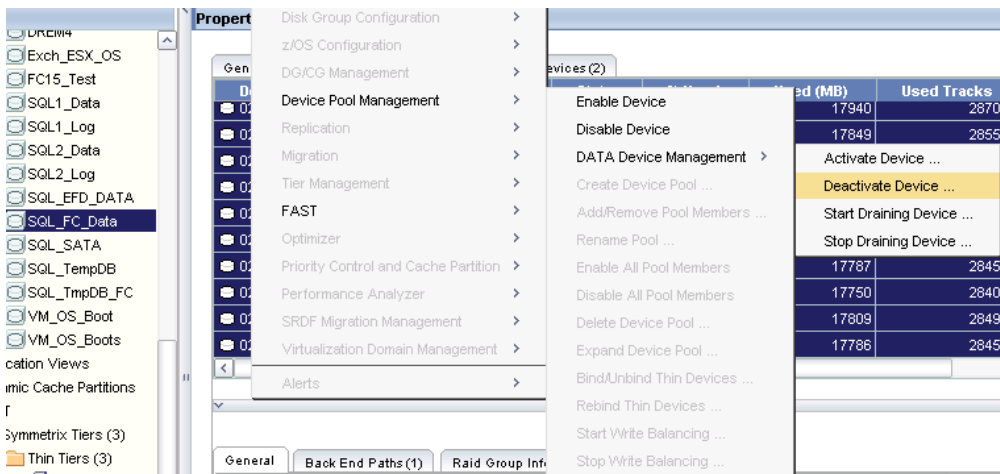 DREM4
Exch_ESX_OS
FC15_Test
SQL1_Data
SQL1_Log
SQL2_Data
SQL2_Log
SQL_EFD_DATA
SQL_FC_Data
SQL_SATA
SQL_TempDB
SQL_TmpDB_FC
VM_OS_Boot
VM_OS_Boots
cation Views
mic Cache Partitions
Symmetrix Tiers (3)
Thin Tiers (3)
Propert
Gen
evices (2)
ed (MB) Used Tracks
17940 2870
17849 2855
17787 2845
17750 2840
17809 2849
17786 2845
Disk Group Configuration >
z/OS Configuration >
DG/CG Management >
Device Pool Management >
Replication >
Migration >
Tier Management >
FAST >
Optimizer >
Priority Control and Cache Partition >
Performance Analyzer >
SRDF Migration Management >
Virtualization Domain Management >
Alerts >
Enable Device
Disable Device
DATA Device Management >
Create Device Pool ...
Add/Remove Pool Members ...
Rename Pool ...
Enable All Pool Members
Disable All Pool Members
Delete Device Pool ...
Expand Device Pool ...
Bind/Unbind Thin Devices ...
Rebind Thin Devices ...
Start Write Balancing ...
Stop Write Balancing ...
Activate Device ...
Deactivate Device ...
Start Draining Device ...
Stop Draining Device ...
General Back End Paths (1) Raid Group Inf